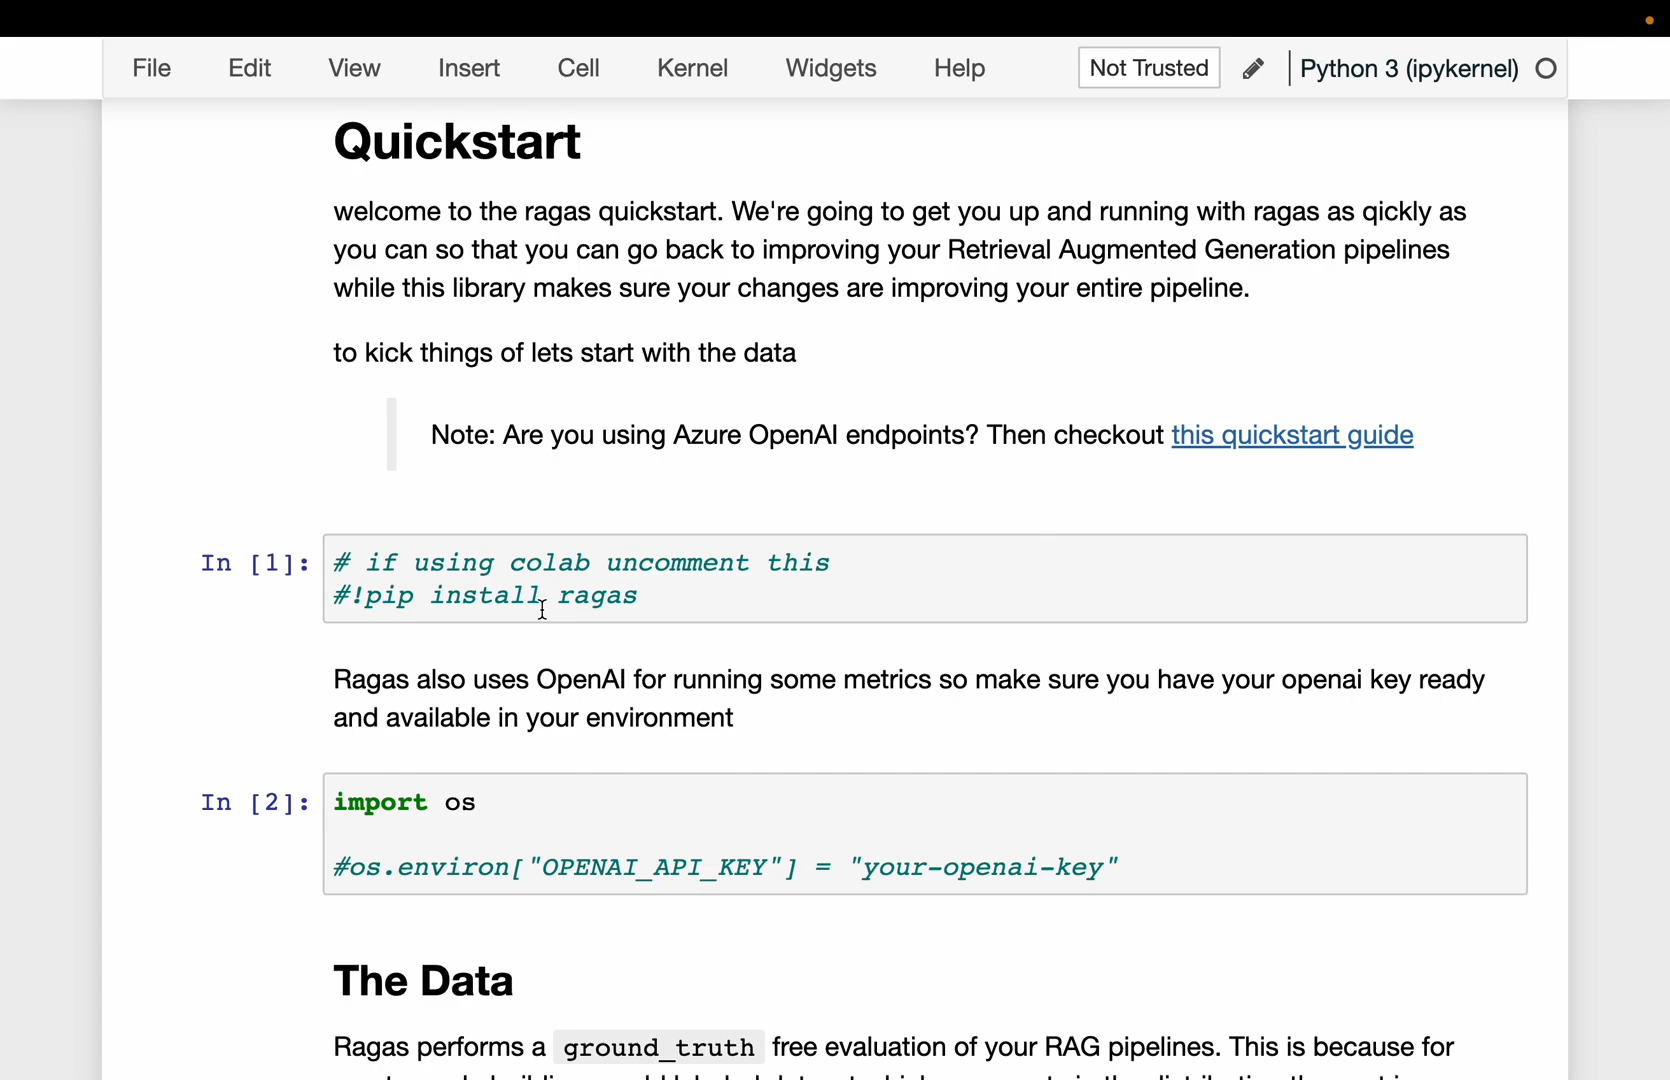 File Edit View Insert Cell Kernel Widgets Help Not Trusted Python 3 (ipykernel)
Quickstart
welcome to the ragas quickstart. We're going to get you up and running with ragas as qickly as
you can so that you can go back to improving your Retrieval Augmented Generation pipelines
while this library makes sure your changes are improving your entire pipeline.
to kick things of lets start with the data
Note: Are you using Azure OpenAI endpoints? Then checkout this quickstart guide
In [1]: # if using colab uncomment this
#!pip install ragas
Ragas also uses OpenAI for running some metrics so make sure you have your openai key ready
and available in your environment
In [2]: import os
#os.environ["OPENAI_API_KEY"] = "your-openai-key"
The Data
Ragas performs a ground_truth free evaluation of your RAG pipelines. This is because for